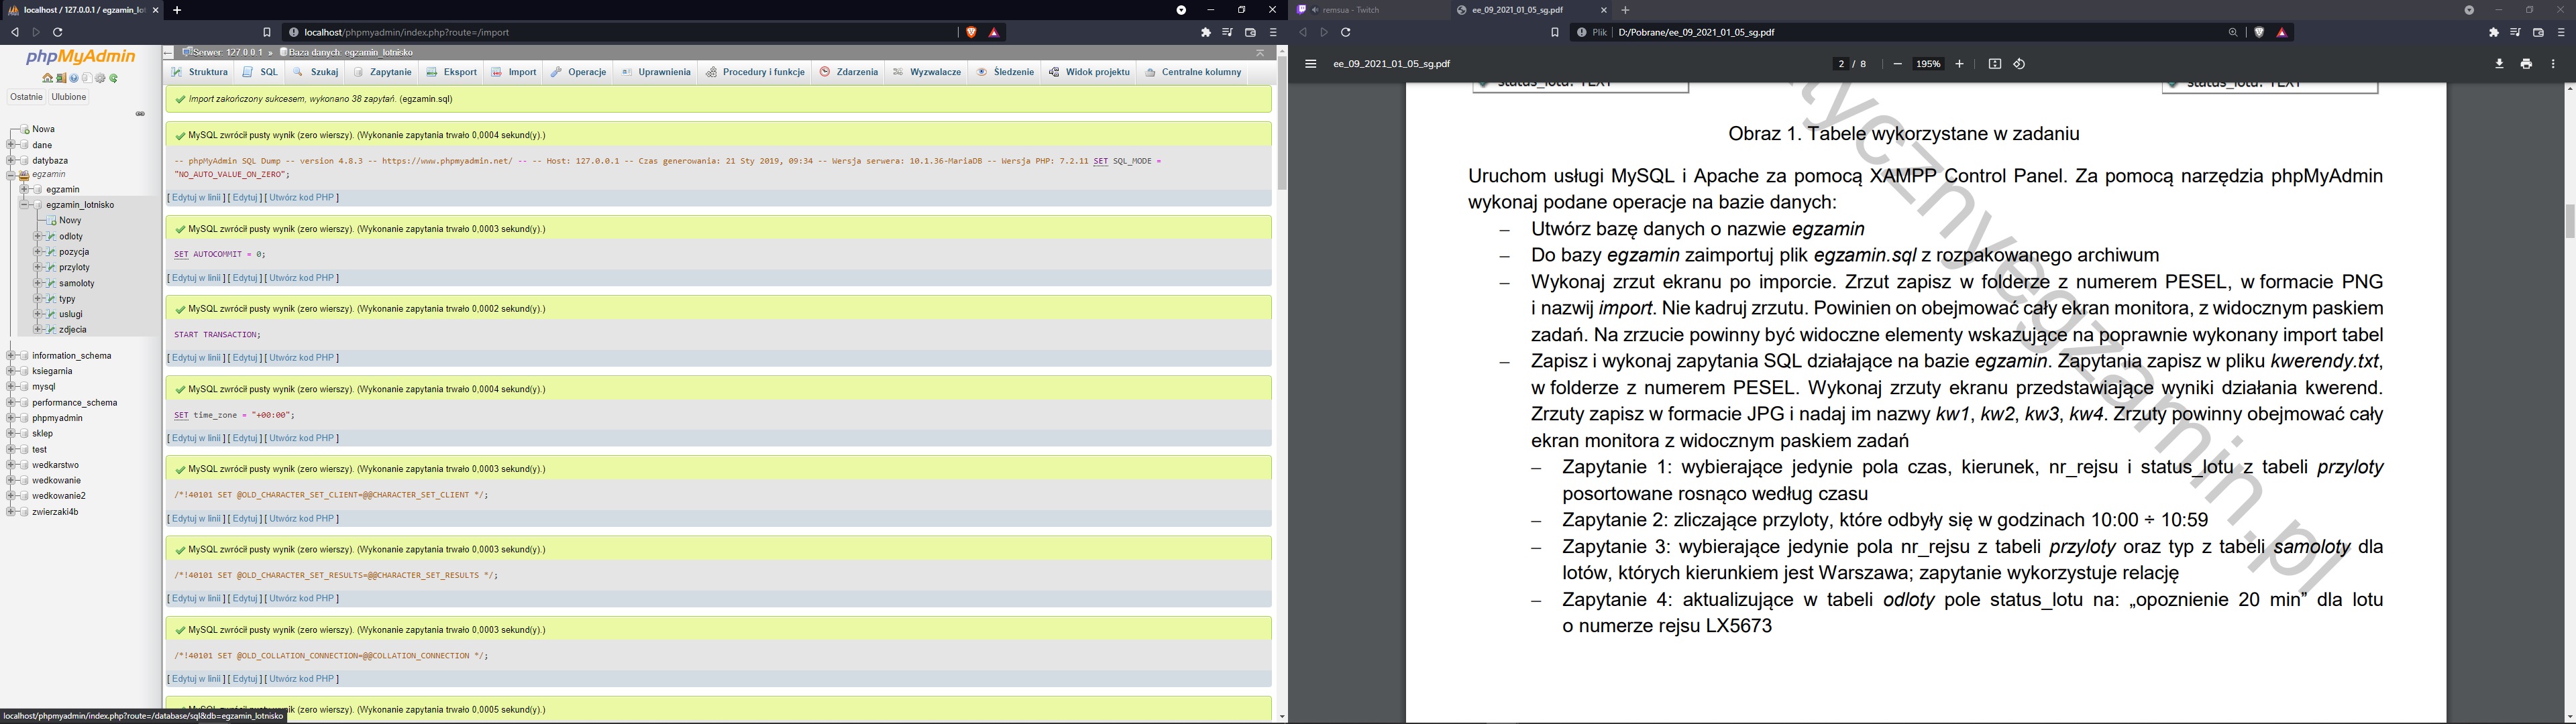 localhost / 127.0.0.1 / egzamin_lot
localhost/phpmyadmin/index.php?route=/import
phpMyAdmin
Ostatnie Ulubione
Nowa
dane
datybaza
egzamin
egzamin
egzamin_lotnisko
Nowy
odloty
pozycja
przyloty
samoloty
typy
uslugi
zdjecia
information_schema
ksiegarnia
mysql
performance_schema
phpmyadmin
sklep
test
wedkarstwo
wedkowanie
wedkowanie2
zwierzaki4b
localhost/phpmyadmin/index.php?route=/database/sql&db=egzamin_lotnisko
Serwer: 127.0.0.1 » Baza danych: egzamin_lotnisko
Struktura SQL Szukaj Zapytanie Eksport Import Operacje Uprawnienia Procedury i funkcje Zdarzenia Wyzwalacze Śledzenie Widok projektu Centralne kolumny
Import zakończony sukcesem, wykonano 38 zapytań. (egzamin.sql)
MySQL zwrócił pusty wynik (zero wierszy). (Wykonanie zapytania trwało 0,0004 sekund(y).)
-- phpMyAdmin SQL Dump -- version 4.8.3 -- https://www.phpmyadmin.net/ -- -- Host: 127.0.0.1 -- Czas generowania: 21 Sty 2019, 09:34 -- Wersja serwera: 10.1.36-MariaDB -- Wersja PHP: 7.2.11 SET SQL_MODE =
"NO_AUTO_VALUE_ON_ZERO";
[ Edytuj w linii ] [ Edytuj ] [ Utwórz kod PHP ]
MySQL zwrócił pusty wynik (zero wierszy). (Wykonanie zapytania trwało 0,0003 sekund(y).)
SET AUTOCOMMIT = 0;
[ Edytuj w linii ] [ Edytuj ] [ Utwórz kod PHP ]
MySQL zwrócił pusty wynik (zero wierszy). (Wykonanie zapytania trwało 0,0002 sekund(y).)
START TRANSACTION;
[ Edytuj w linii ] [ Edytuj ] [ Utwórz kod PHP ]
MySQL zwrócił pusty wynik (zero wierszy). (Wykonanie zapytania trwało 0,0004 sekund(y).)
SET time_zone = "+00:00";
[ Edytuj w linii ] [ Edytuj ] [ Utwórz kod PHP ]
MySQL zwrócił pusty wynik (zero wierszy). (Wykonanie zapytania trwało 0,0003 sekund(y).)
/*!40101 SET @OLD_CHARACTER_SET_CLIENT=@@CHARACTER_SET_CLIENT */;
[ Edytuj w linii ] [ Edytuj ] [ Utwórz kod PHP ]
MySQL zwrócił pusty wynik (zero wierszy). (Wykonanie zapytania trwało 0,0003 sekund(y).)
/*!40101 SET @OLD_CHARACTER_SET_RESULTS=@@CHARACTER_SET_RESULTS */;
[ Edytuj w linii ] [ Edytuj ] [ Utwórz kod PHP ]
MySQL zwrócił pusty wynik (zero wierszy). (Wykonanie zapytania trwało 0,0003 sekund(y).)
/*!40101 SET @OLD_COLLATION_CONNECTION=@@COLLATION_CONNECTION */;
[ Edytuj w linii ] [ Edytuj ] [ Utwórz kod PHP ]
MySQL zwrócił pusty wynik (zero wierszy). (Wykonanie zapytania trwało 0,0005 sekund(y).)
remsua - Twitch
ee_09_2021_01_05_sg.pdf
Plik D:/Pobrane/ee_09_2021_01_05_sg.pdf
ee_09_2021_01_05_sg.pdf
2 / 8 195%
status_lotu: TEXT status_lotu: TEXT
Obraz 1. Tabele wykorzystane w zadaniu
Uruchom usługi MySQL i Apache za pomocą XAMPP Control Panel. Za pomocą narzędzia phpMyAdmin
wykonaj podane operacje na bazie danych:
– Utwórz bazę danych o nazwie egzamin
– Do bazy egzamin zaimportuj plik egzamin.sql z rozpakowanego archiwum
– Wykonaj zrzut ekranu po imporcie. Zrzut zapisz w folderze z numerem PESEL, w formacie PNG
i nazwij import. Nie kadruj zrzutu. Powinien on obejmować cały ekran monitora, z widocznym paskiem
zadań. Na zrzucie powinny być widoczne elementy wskazujące na poprawnie wykonany import tabel
– Zapisz i wykonaj zapytania SQL działające na bazie egzamin. Zapytania zapisz w pliku kwerendy.txt,
w folderze z numerem PESEL. Wykonaj zrzuty ekranu przedstawiające wyniki działania kwerend.
Zrzuty zapisz w formacie JPG i nadaj im nazwy kw1, kw2, kw3, kw4. Zrzuty powinny obejmować cały
ekran monitora z widocznym paskiem zadań
– Zapytanie 1: wybierające jedynie pola czas, kierunek, nr_rejsu i status_lotu z tabeli przyloty
posortowane rosnąco według czasu
– Zapytanie 2: zliczające przyloty, które odbyły się w godzinach 10:00 ÷ 10:59
– Zapytanie 3: wybierające jedynie pola nr_rejsu z tabeli przyloty oraz typ z tabeli samoloty dla
lotów, których kierunkiem jest Warszawa; zapytanie wykorzystuje relację
– Zapytanie 4: aktualizujące w tabeli odloty pole status_lotu na: „opoznienie 20 min” dla lotu
o numerze rejsu LX5673
tycznyegzamin.pl